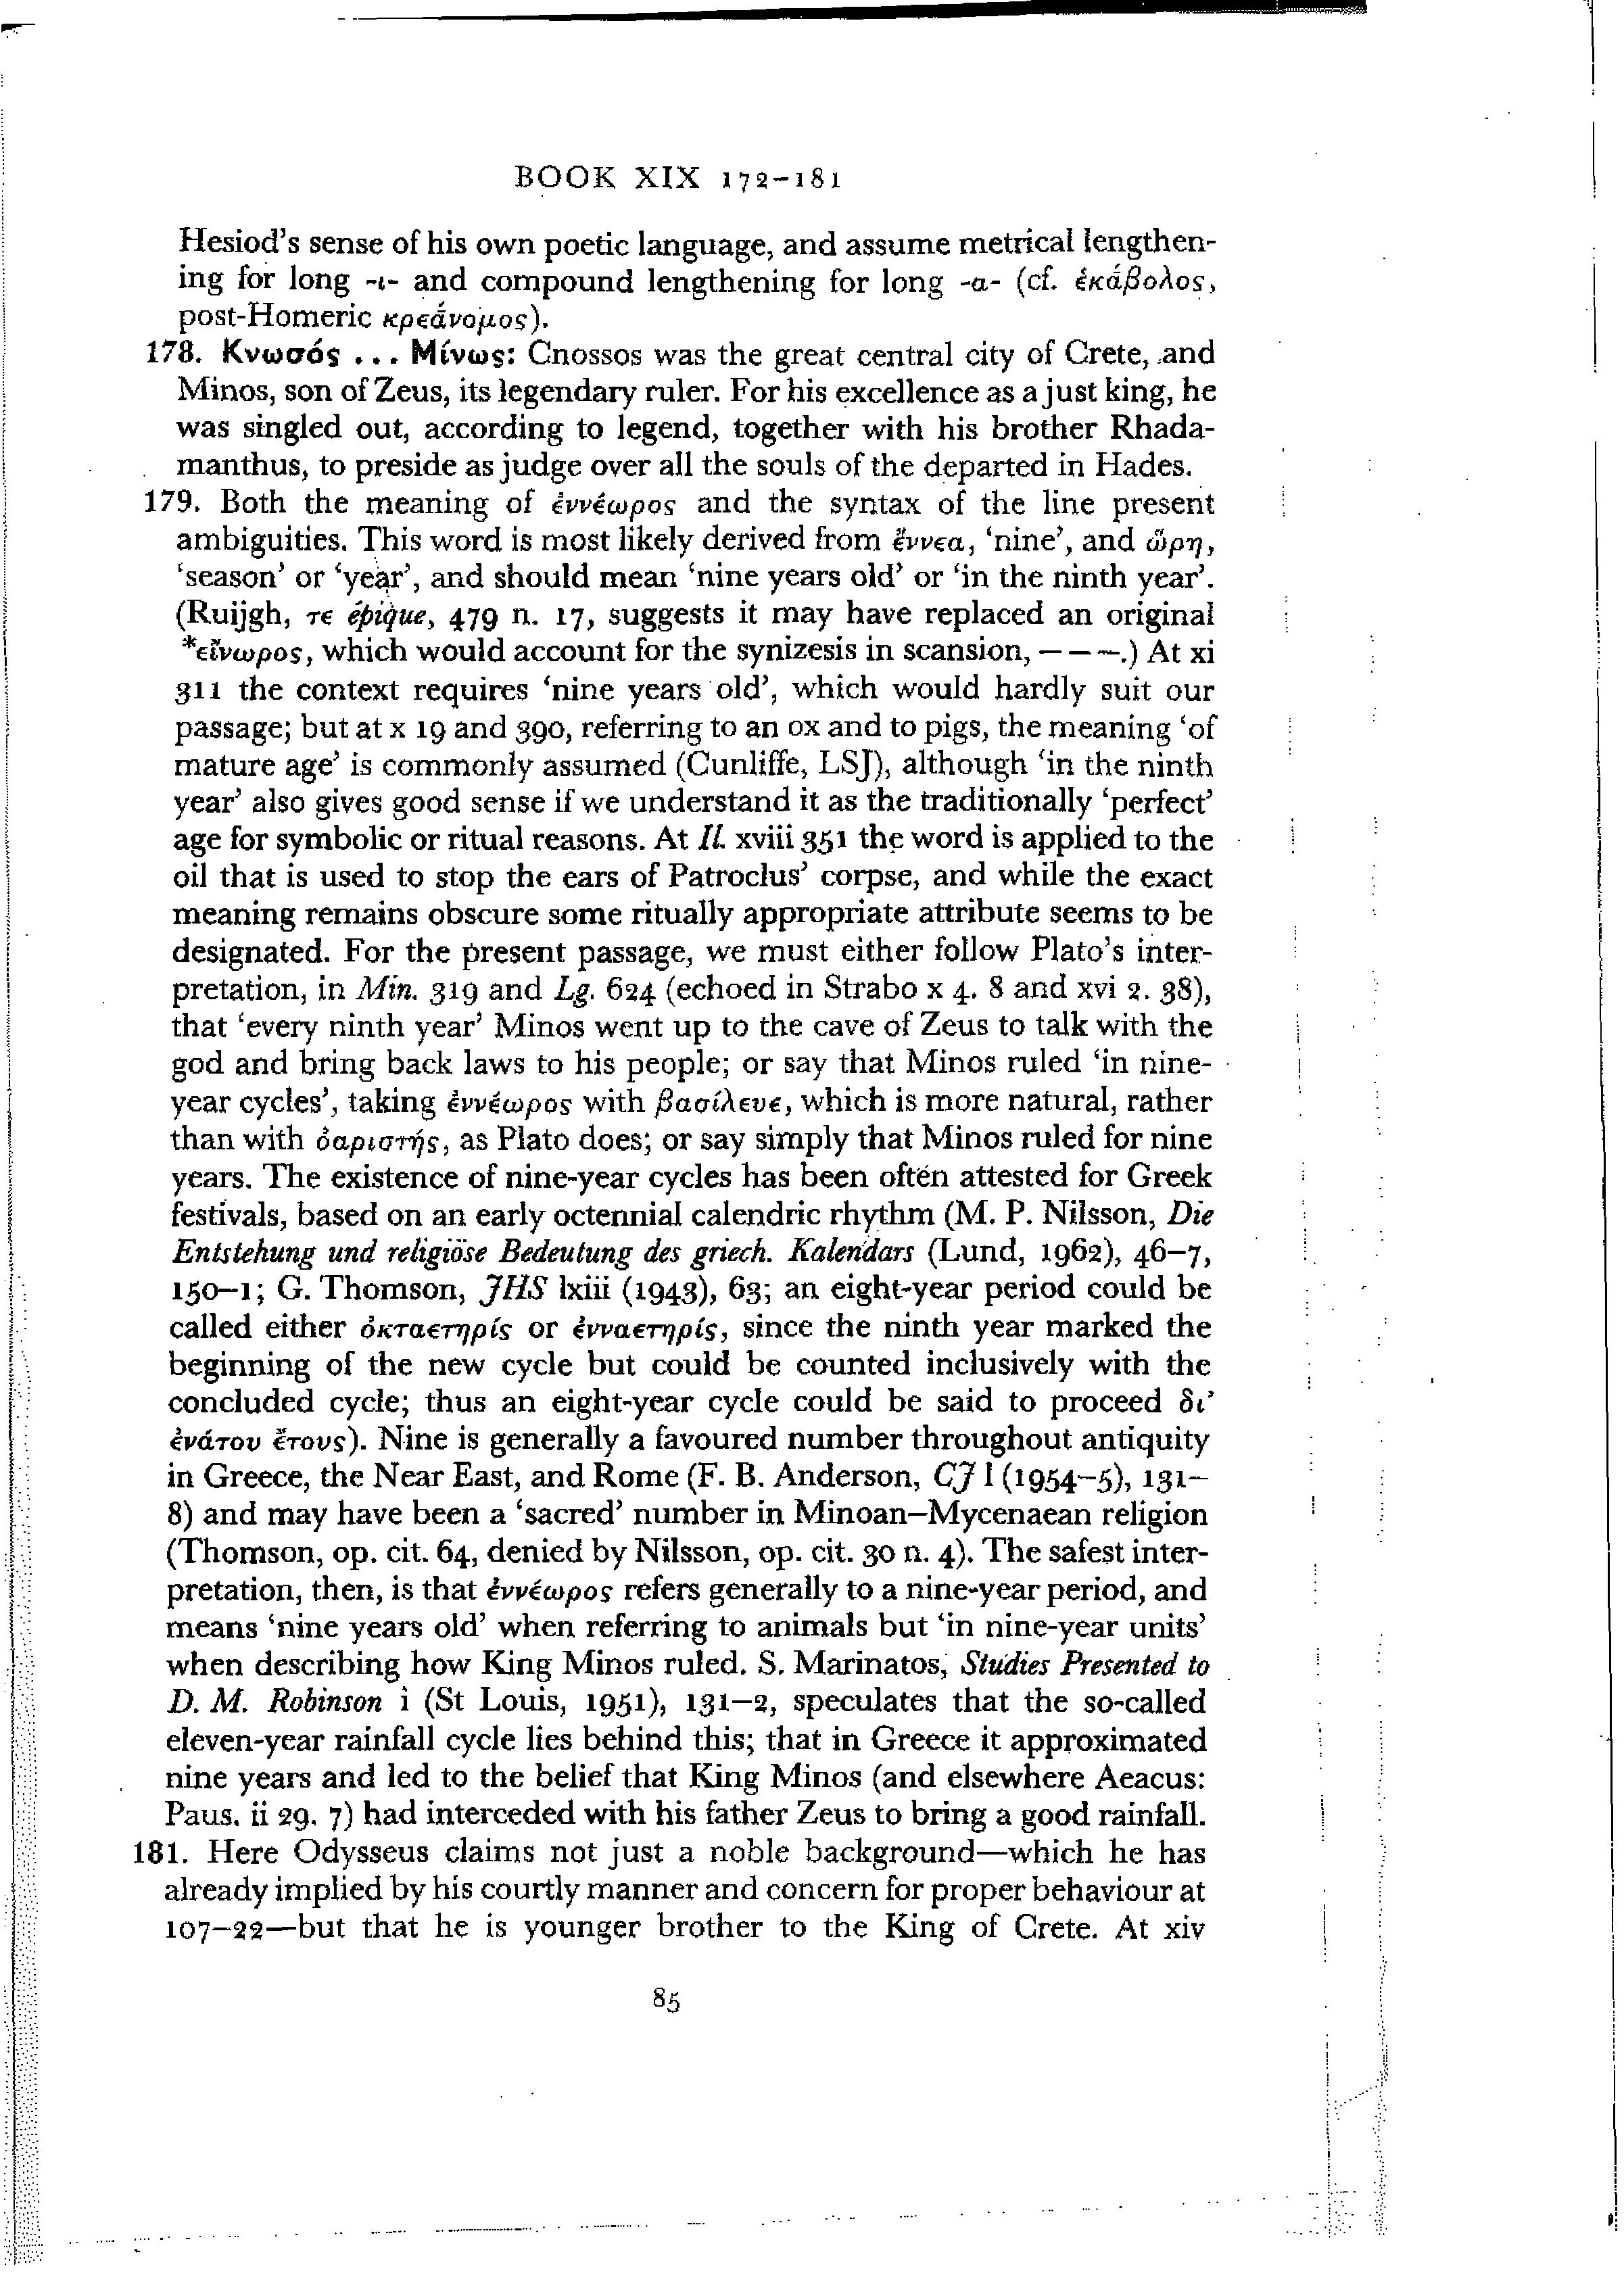 BOOK XIX 172–181
Hesiod's sense of his own poetic language, and assume metrical lengthen-
ing for long -ι- and compound lengthening for long -α- (cf. ἑκάβολος,
post-Homeric κρεάνομος).
178. Κνωσός ... Μίνως: Cnossos was the great central city of Crete, and
Minos, son of Zeus, its legendary ruler. For his excellence as a just king, he
was singled out, according to legend, together with his brother Rhada-
manthus, to preside as judge over all the souls of the departed in Hades.
179. Both the meaning of ἐννέωρος and the syntax of the line present
ambiguities. This word is most likely derived from ἔννεα, 'nine', and ὥρη,
'season' or 'year', and should mean 'nine years old' or 'in the ninth year'.
(Ruijgh, τε épique, 479 n. 17, suggests it may have replaced an original
*εἴνωρος, which would account for the synizesis in scansion, – – –.) At xi
311 the context requires 'nine years old', which would hardly suit our
passage; but at x 19 and 390, referring to an ox and to pigs, the meaning 'of
mature age' is commonly assumed (Cunliffe, LSJ), although 'in the ninth
year' also gives good sense if we understand it as the traditionally 'perfect'
age for symbolic or ritual reasons. At Il. xviii 351 the word is applied to the
oil that is used to stop the ears of Patroclus' corpse, and while the exact
meaning remains obscure some ritually appropriate attribute seems to be
designated. For the present passage, we must either follow Plato's inter-
pretation, in Min. 319 and Lg. 624 (echoed in Strabo x 4. 8 and xvi 2. 38),
that 'every ninth year' Minos went up to the cave of Zeus to talk with the
god and bring back laws to his people; or say that Minos ruled 'in nine-
year cycles', taking ἐννέωρος with βασίλευε, which is more natural, rather
than with ὀαριστής, as Plato does; or say simply that Minos ruled for nine
years. The existence of nine-year cycles has been often attested for Greek
festivals, based on an early octennial calendric rhythm (M. P. Nilsson, Die
Entstehung und religiöse Bedeutung des griech. Kalendars (Lund, 1962), 46–7,
150–1; G. Thomson, JHS lxiii (1943), 63; an eight-year period could be
called either ὀκταετηρίς or ἐνναετηρίς, since the ninth year marked the
beginning of the new cycle but could be counted inclusively with the
concluded cycle; thus an eight-year cycle could be said to proceed δι'
ἐνάτου ἔτους). Nine is generally a favoured number throughout antiquity
in Greece, the Near East, and Rome (F. B. Anderson, CJ l (1954–5), 131–
8) and may have been a 'sacred' number in Minoan–Mycenaean religion
(Thomson, op. cit. 64, denied by Nilsson, op. cit. 30 n. 4). The safest inter-
pretation, then, is that ἐννέωρος refers generally to a nine-year period, and
means 'nine years old' when referring to animals but 'in nine-year units'
when describing how King Minos ruled. S. Marinatos, Studies Presented to
D. M. Robinson i (St Louis, 1951), 131–2, speculates that the so-called
eleven-year rainfall cycle lies behind this; that in Greece it approximated
nine years and led to the belief that King Minos (and elsewhere Aeacus:
Paus. ii 29. 7) had interceded with his father Zeus to bring a good rainfall.
181. Here Odysseus claims not just a noble background—which he has
already implied by his courtly manner and concern for proper behaviour at
107–22—but that he is younger brother to the King of Crete. At xiv
85